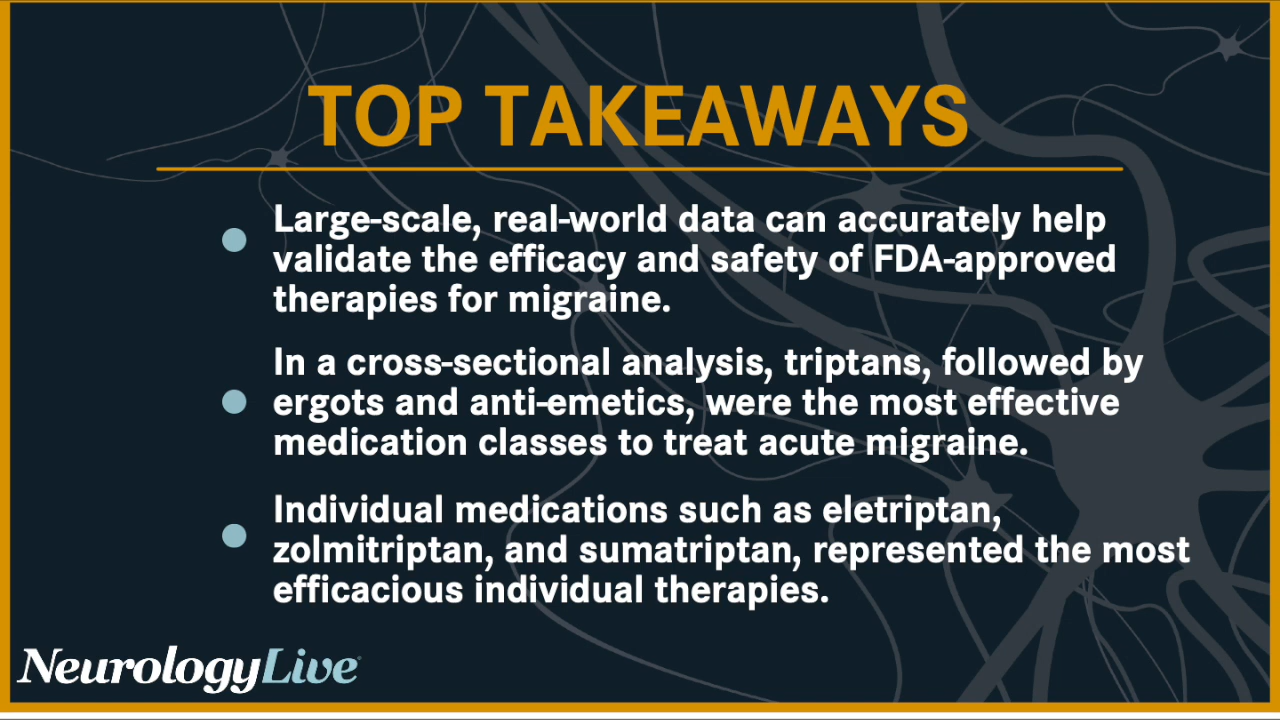 TOP TAKEAWAYS
Large-scale, real-world data can accurately help
validate the efficacy and safety of FDA-approved
therapies for migraine.
In a cross-sectional analysis, triptans, followed by
ergots and anti-emetics, were the most effective
medication classes to treat acute migraine.
Individual medications such as eletriptan,
zolmitriptan, and sumatriptan, represented the most
efficacious individual therapies.
NeurologyLive